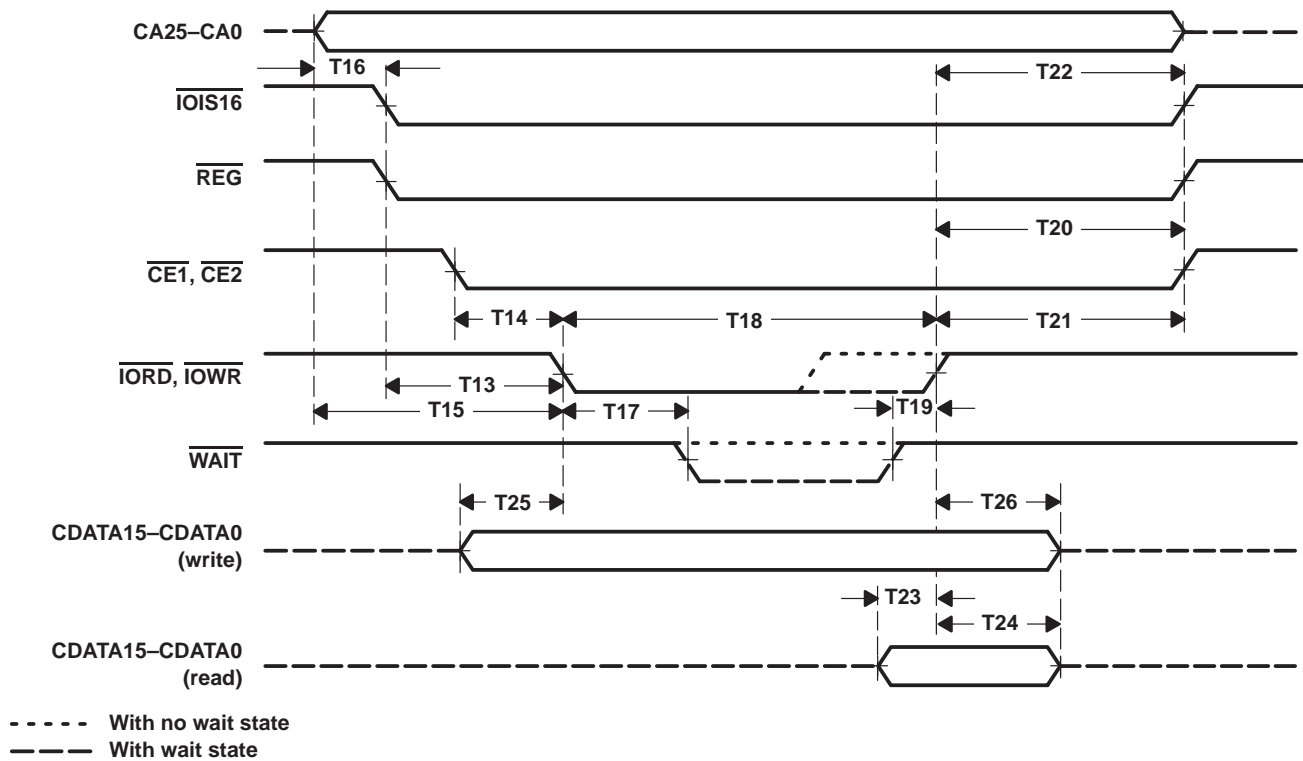 CA25–CA0
T16
T22
IOIS16
REG
T20
CE1, CE2
T14
T18
T21
IORD, IOWR
T13
T19
T15
T17
WAIT
T25
T26
CDATA15–CDATA0
(write)
T23
T24
CDATA15–CDATA0
(read)
With no wait state
With wait state